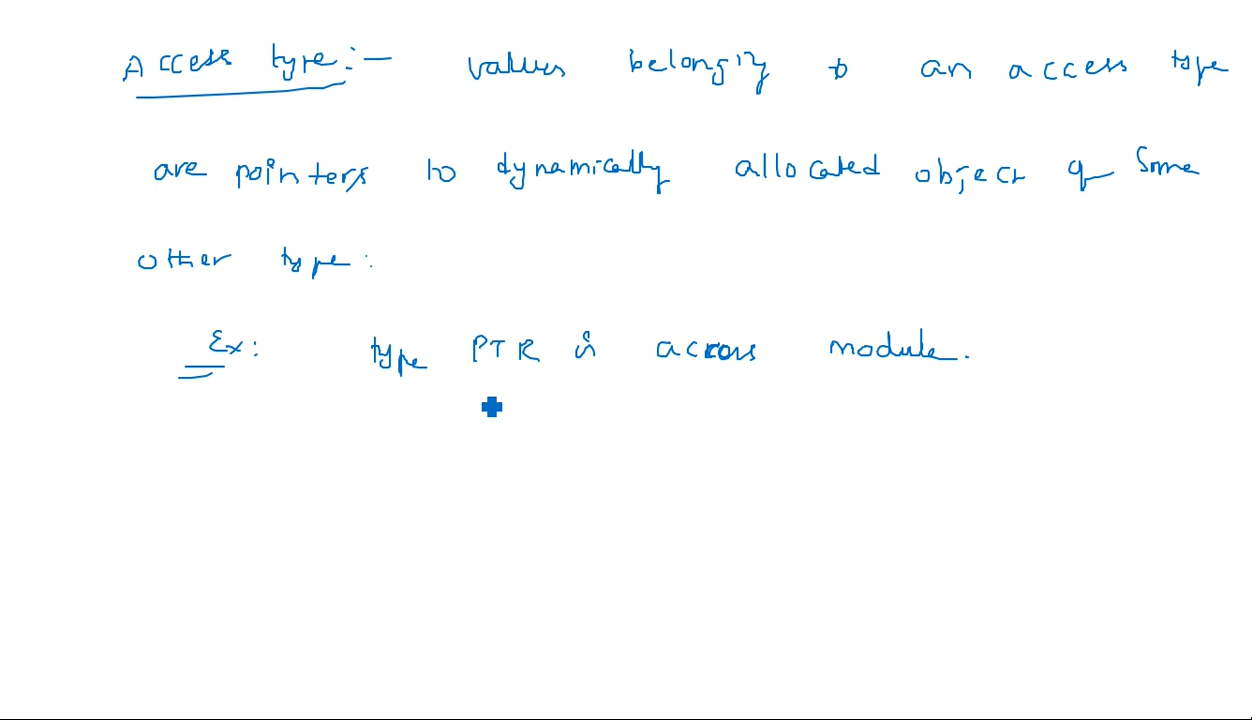 Access type:- values belonging to an access type
are pointers to dynamically allocated object of some
other type:
Ex: type PTR is access module.